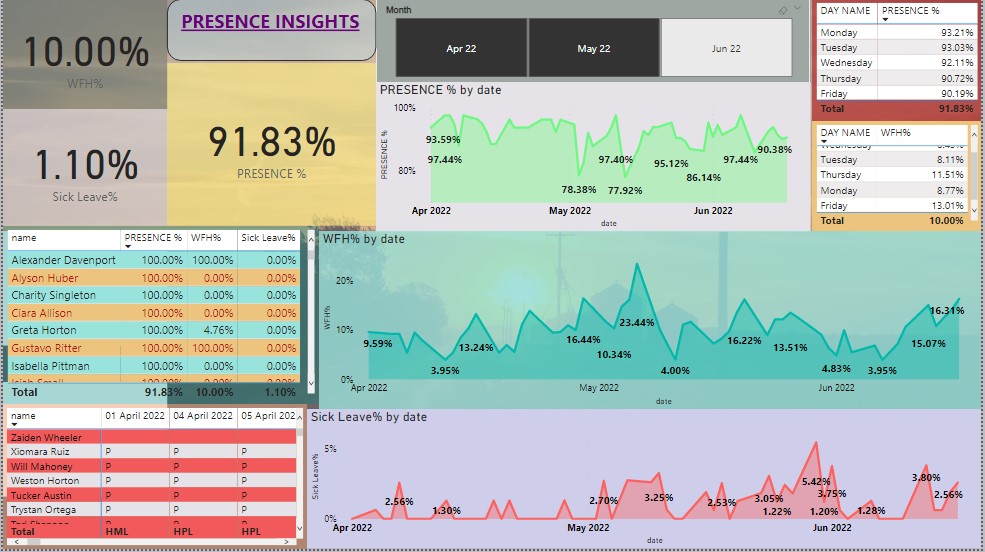 PRESENCE INSIGHTS
10.00%
WFH%
1.10%
Sick Leave%
91.83%
PRESENCE %
Month
Apr 22
May 22
Jun 22
PRESENCE % by date
PRESENCE %
100%
80%
93.59%
97.44%
78.38%
97.40%
77.92%
95.12%
86.14%
97.44%
90.38%
Apr 2022
May 2022
Jun 2022
date
DAY NAME PRESENCE %
Monday 93.21%
Tuesday 93.03%
Wednesday 92.11%
Thursday 90.72%
Friday 90.19%
Total 91.83%
DAY NAME WFH%
Tuesday 8.11%
Thursday 11.51%
Monday 8.77%
Friday 13.01%
Total 10.00%
name PRESENCE % WFH% Sick Leave%
Alexander Davenport 100.00% 100.00% 0.00%
Alyson Huber 100.00% 0.00% 0.00%
Charity Singleton 100.00% 0.00% 0.00%
Ciara Allison 100.00% 0.00% 0.00%
Greta Horton 100.00% 4.76% 0.00%
Gustavo Ritter 100.00% 100.00% 0.00%
Isabella Pittman 100.00% 0.00% 0.00%
Total 91.83% 10.00% 1.10%
WFH% by date
WFH%
20%
10%
0%
9.59%
3.95%
13.24%
16.44%
10.34%
23.44%
4.00%
16.22%
13.51%
4.83%
3.95%
15.07%
16.31%
Apr 2022
May 2022
Jun 2022
date
name 01 April 2022 04 April 2022 05 April 202
Zaiden Wheeler
Xiomara Ruiz P P P
Will Mahoney P P P
Weston Horton P P P
Tucker Austin P P P
Trystan Ortega P P P
Total HML HPL HPL
Sick Leave% by date
Sick Leave%
5%
0%
2.56%
1.30%
2.70%
3.25%
2.53%
3.05%
1.22%
5.42%
3.75%
1.20%
1.28%
3.80%
2.56%
Apr 2022
May 2022
Jun 2022
date